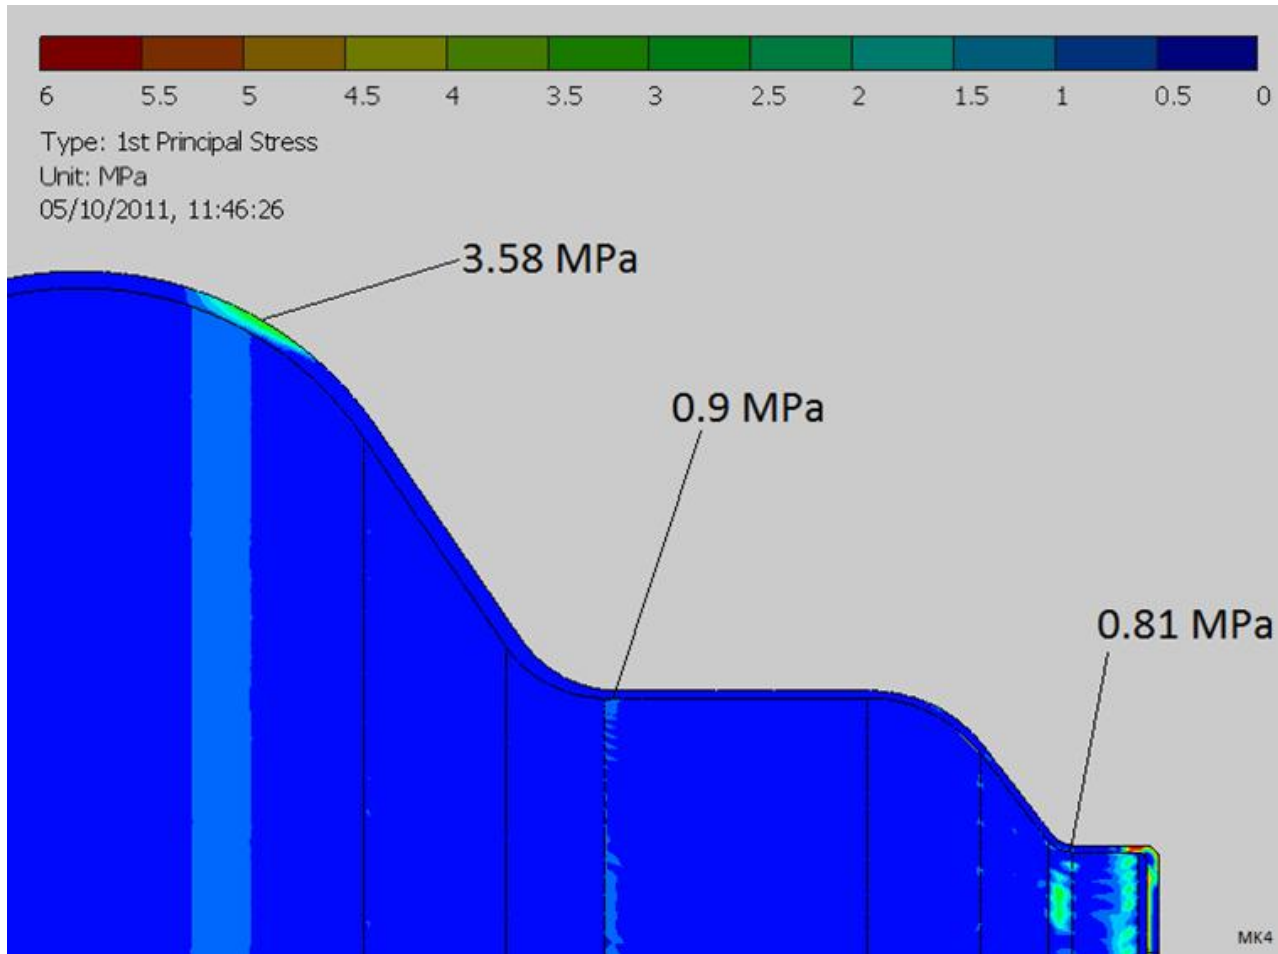 6 5.5 5 4.5 4 3.5 3 2.5 2 1.5 1 0.5 0
Type: 1st Principal Stress
Unit: MPa
05/10/2011, 11:46:26
3.58 MPa
0.9 MPa
0.81 MPa
MK4